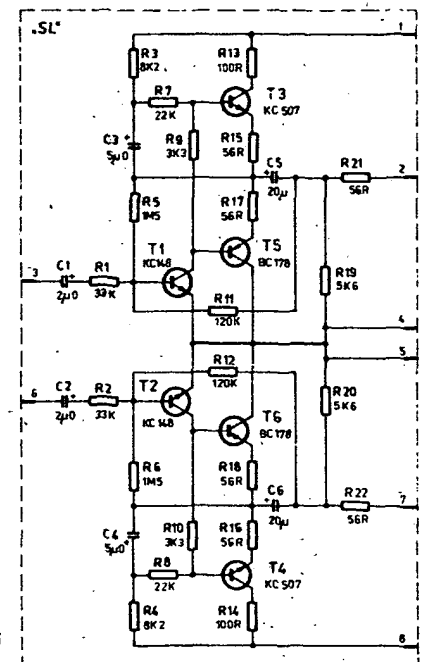 „SL"
1
R3
8K2
R13
100R
R7
22K
T3
KC507
C3 +
5µ0
R9
3K3
R15
56R
C5
+
20µ
R21
56R
2
R5
1M5
R17
56R
T1
KC148
T5
BC178
3
C1
+
2µ0
R1
33K
R19
5K6
R11
120K
4
5
R12
120K
6
C2
+
2µ0
R2
33K
T2
KC148
R20
5K6
T6
BC178
R6
1M5
R18
56R
C6
+
20µ
R22
56R
7
C4
5µ0 +
R10
3K3
R16
56R
R8
22K
T4
KC507
R4
8K2
R14
100R